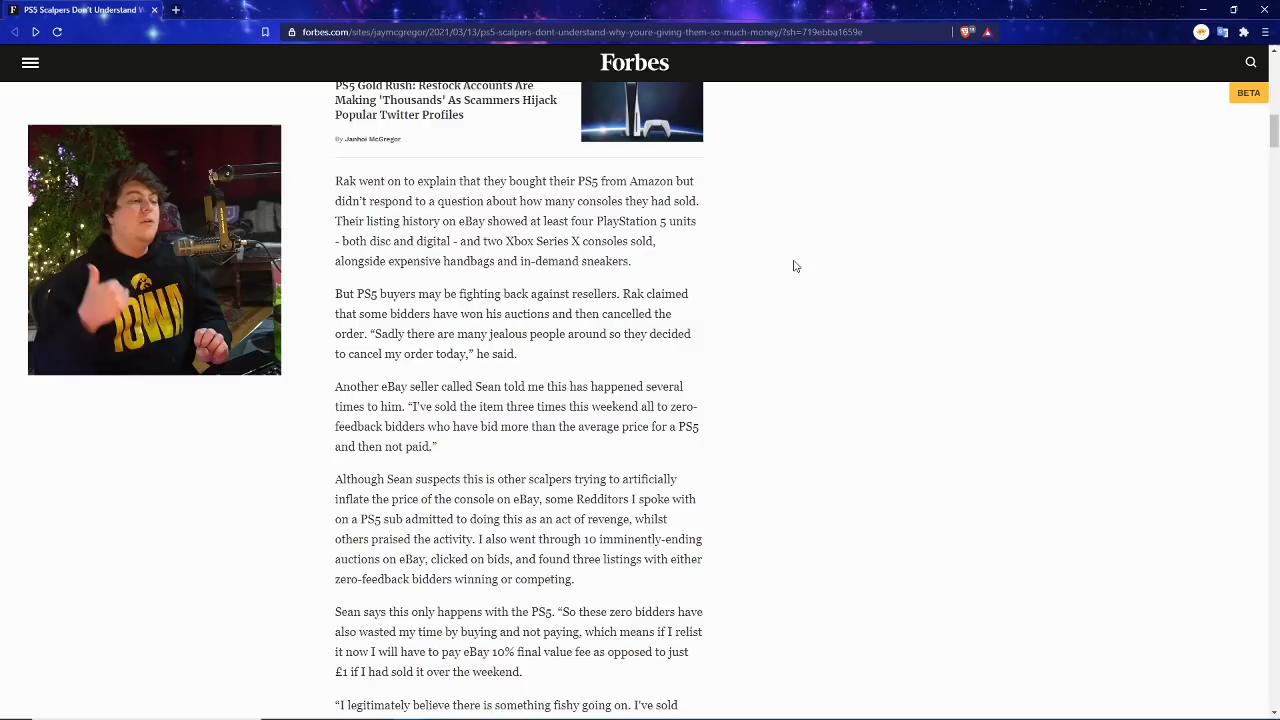 PS5 Scalpers Don't Understand W
forbes.com/sites/jaymcgregor/2021/03/13/ps5-scalpers-dont-understand-why-youre-giving-them-so-much-money/?sh=719ebba1659e
Forbes
BETA
PS5 Gold Rush: Restock Accounts Are
Making 'Thousands' As Scammers Hijack
Popular Twitter Profiles
By Janhoi McGregor
IOWA
Rak went on to explain that they bought their PS5 from Amazon but
didn’t respond to a question about how many consoles they had sold.
Their listing history on eBay showed at least four PlayStation 5 units
- both disc and digital - and two Xbox Series X consoles sold,
alongside expensive handbags and in-demand sneakers.
But PS5 buyers may be fighting back against resellers. Rak claimed
that some bidders have won his auctions and then cancelled the
order. “Sadly there are many jealous people around so they decided
to cancel my order today,” he said.
Another eBay seller called Sean told me this has happened several
times to him. “I've sold the item three times this weekend all to zero-
feedback bidders who have bid more than the average price for a PS5
and then not paid.”
Although Sean suspects this is other scalpers trying to artificially
inflate the price of the console on eBay, some Redditors I spoke with
on a PS5 sub admitted to doing this as an act of revenge, whilst
others praised the activity. I also went through 10 imminently-ending
auctions on eBay, clicked on bids, and found three listings with either
zero-feedback bidders winning or competing.
Sean says this only happens with the PS5. “So these zero bidders have
also wasted my time by buying and not paying, which means if I relist
it now I will have to pay eBay 10% final value fee as opposed to just
£1 if I had sold it over the weekend.
“I legitimately believe there is something fishy going on. I've sold